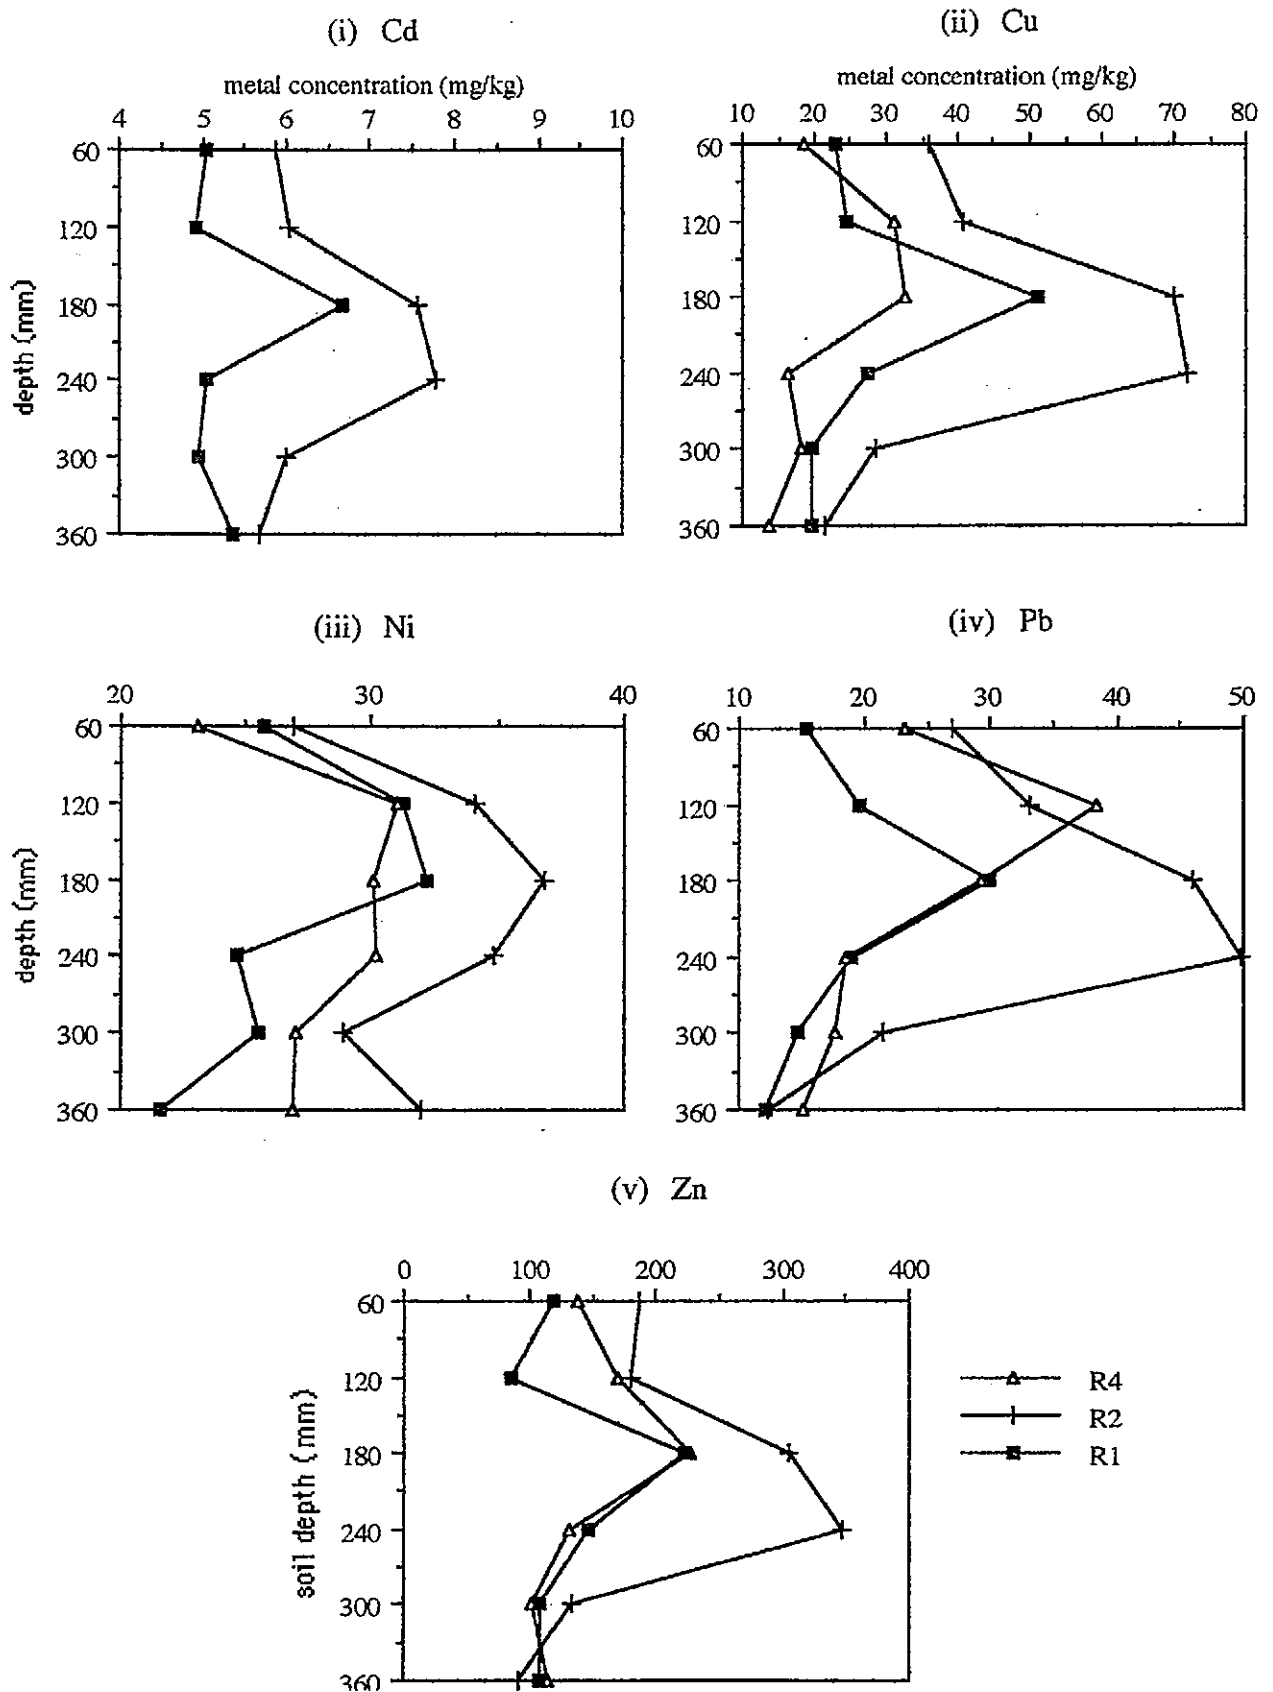 (i) Cd
metal concentration (mg/kg)
4 5 6 7 8 9 10
60
120
180
240
300
360
depth (mm)
(ii) Cu
metal concentration (mg/kg)
10 20 30 40 50 60 70 80
60
120
180
240
300
360
(iii) Ni
20 30 40
60
120
180
240
300
360
depth (mm)
(iv) Pb
10 20 30 40 50
60
120
180
240
300
360
(v) Zn
0 100 200 300 400
60
120
180
240
300
360
soil depth (mm)
R4
R2
R1